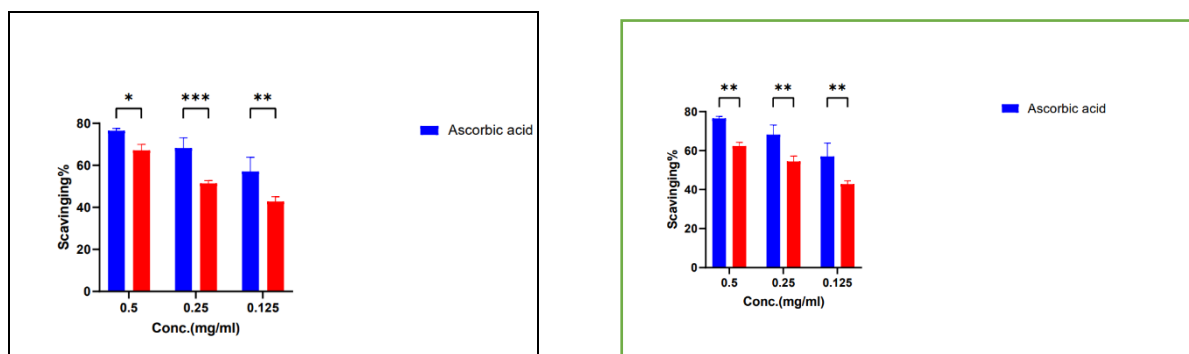 * *** **
Ascorbic acid
Scavinging%
80
60
40
20
0
0.5 0.25 0.125
Conc.(mg/ml)
** ** **
Ascorbic acid
Scavinging%
80
60
40
20
0
0.5 0.25 0.125
Conc.(mg/ml)